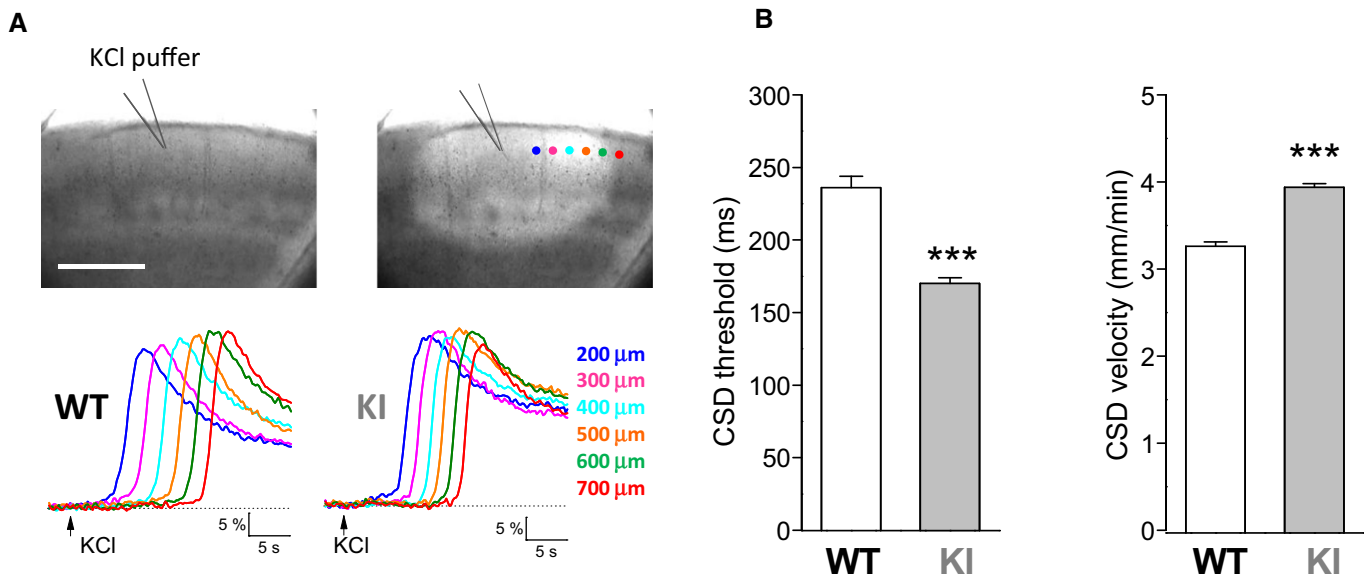 A
KCl puffer
WT
KI
200 µm
300 µm
400 µm
500 µm
600 µm
700 µm
5 %
5 s
KCl
5 %
5 s
KCl
B
CSD threshold (ms)
300
250
200
150
100
50
0
***
WT
KI
CSD velocity (mm/min)
5
4
3
2
1
0
***
WT
KI